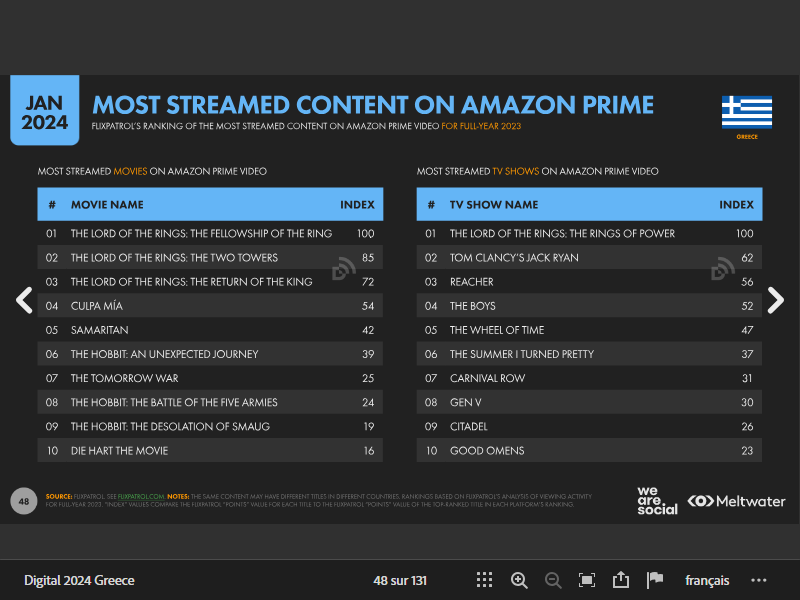 JAN
2024
MOST STREAMED CONTENT ON AMAZON PRIME
FLIXPATROL'S RANKING OF THE MOST STREAMED CONTENT ON AMAZON PRIME VIDEO FOR FULL-YEAR 2023
GREECE
MOST STREAMED MOVIES ON AMAZON PRIME VIDEO
# MOVIE NAME INDEX
01 THE LORD OF THE RINGS: THE FELLOWSHIP OF THE RING 100
02 THE LORD OF THE RINGS: THE TWO TOWERS 85
03 THE LORD OF THE RINGS: THE RETURN OF THE KING 72
04 CULPA MÍA 54
05 SAMARITAN 42
06 THE HOBBIT: AN UNEXPECTED JOURNEY 39
07 THE TOMORROW WAR 25
08 THE HOBBIT: THE BATTLE OF THE FIVE ARMIES 24
09 THE HOBBIT: THE DESOLATION OF SMAUG 19
10 DIE HART THE MOVIE 16
MOST STREAMED TV SHOWS ON AMAZON PRIME VIDEO
# TV SHOW NAME INDEX
01 THE LORD OF THE RINGS: THE RINGS OF POWER 100
02 TOM CLANCY'S JACK RYAN 62
03 REACHER 56
04 THE BOYS 52
05 THE WHEEL OF TIME 47
06 THE SUMMER I TURNED PRETTY 37
07 CARNIVAL ROW 31
08 GEN V 30
09 CITADEL 26
10 GOOD OMENS 23
48
SOURCE: FLIXPATROL. SEE FLIXPATROL.COM. NOTES: THE SAME CONTENT MAY HAVE DIFFERENT TITLES IN DIFFERENT COUNTRIES. RANKINGS BASED ON FLIXPATROL'S ANALYSIS OF VIEWING ACTIVITY
FOR FULL-YEAR 2023. "INDEX" VALUES COMPARE THE FLIXPATROL "POINTS" VALUE FOR EACH TITLE TO THE FLIXPATROL "POINTS" VALUE OF THE TOP-RANKED TITLE IN EACH PLATFORM'S RANKING.
we
are
social
Meltwater
Digital 2024 Greece
48 sur 131
français